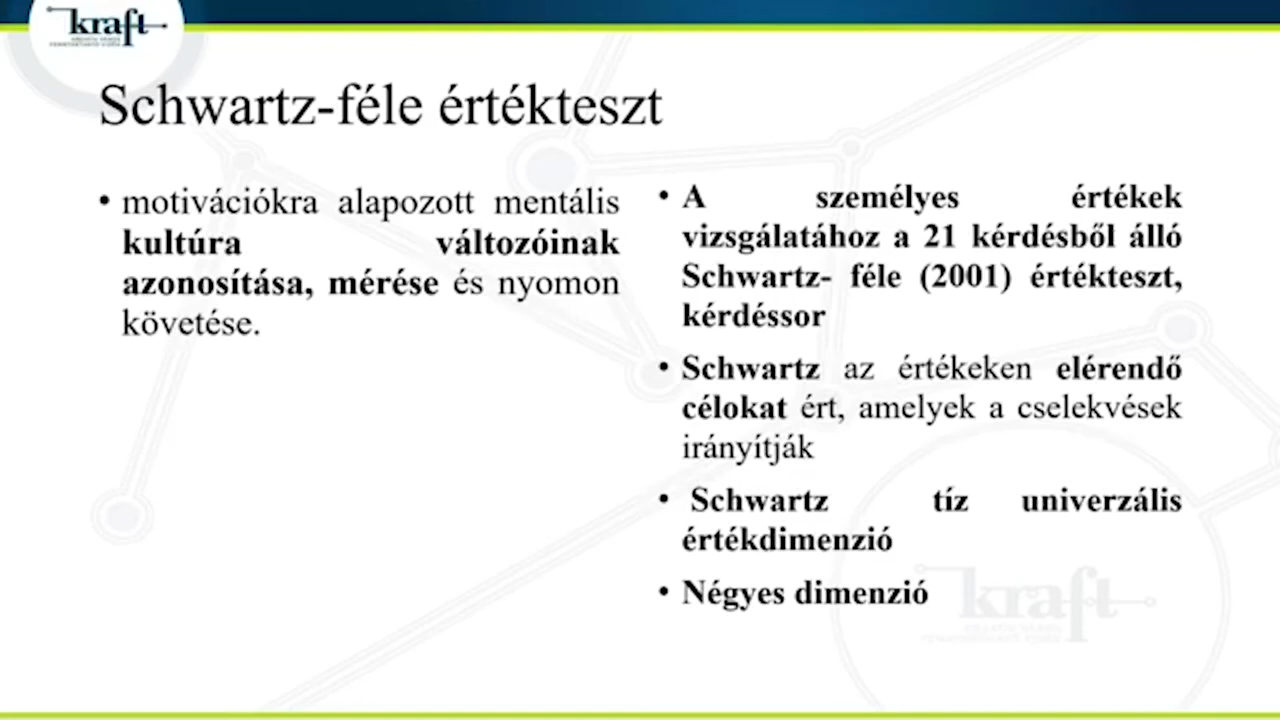 kraft
Schwartz-féle értékteszt
• motivációkra alapozott mentális
kultúra változóinak
azonosítása, mérése és nyomon
követése.
• A személyes értékek
vizsgálatához a 21 kérdésből álló
Schwartz- féle (2001) értékteszt,
kérdéssor
• Schwartz az értékeken elérendő
célokat ért, amelyek a cselekvések
irányítják
• Schwartz tíz univerzális
értékdimenzió
• Négyes dimenzió
kraft